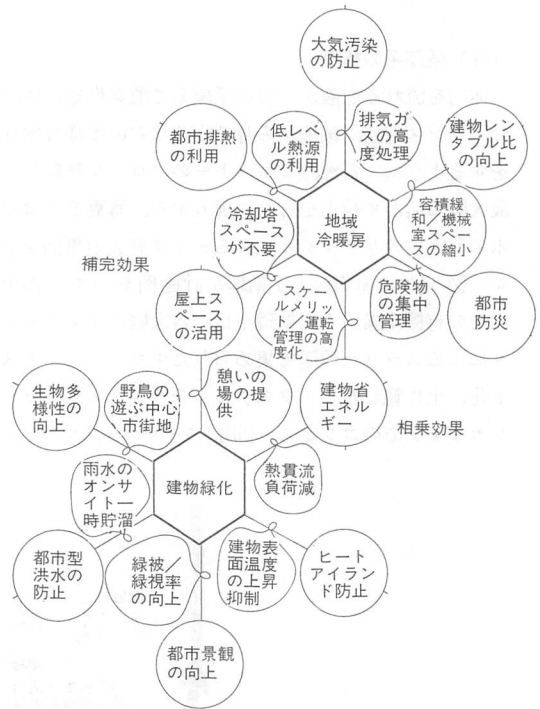 大気汚染
の防止
都市排熱
の利用
低レベ
ル熱源
の利用
排気ガ
スの高
度処理
建物レン
タブル比
の向上
冷却塔
スペース
が不要
地域
冷暖房
容積緩
和／機械
室スペー
スの縮小
補完効果
屋上ス
ペース
の活用
スケー
ルメリッ
ト／運転
管理の高
度化
危険物
の集中
管理
都市
防災
生物多
様性の
向上
野鳥の
遊ぶ中心
市街地
憩いの
場の提
供
建物省
エネル
ギー
相乗効果
雨水の
オンサ
イト一
時貯溜
建物緑化
熱貫流
負荷減
都市型
洪水の
防止
緑被／
緑視率
の向上
建物表
面温度
の上昇
抑制
ヒート
アイラン
ド防止
都市景観
の向上